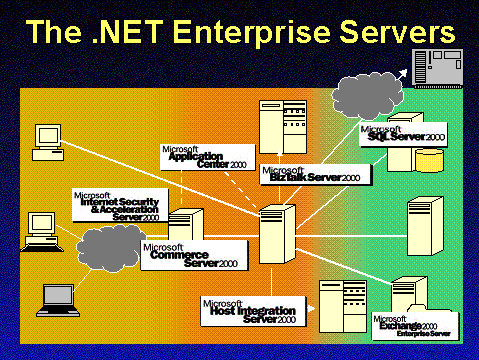 The .NET Enterprise Servers
Microsoft
SQL Server 2000
Microsoft
Application
Center 2000
Microsoft
BizTalk Server 2000
Microsoft
Internet Security
& Acceleration
Server 2000
Microsoft
Commerce
Server 2000
Microsoft
Host Integration
Server 2000
Microsoft
Exchange 2000
Enterprise Server